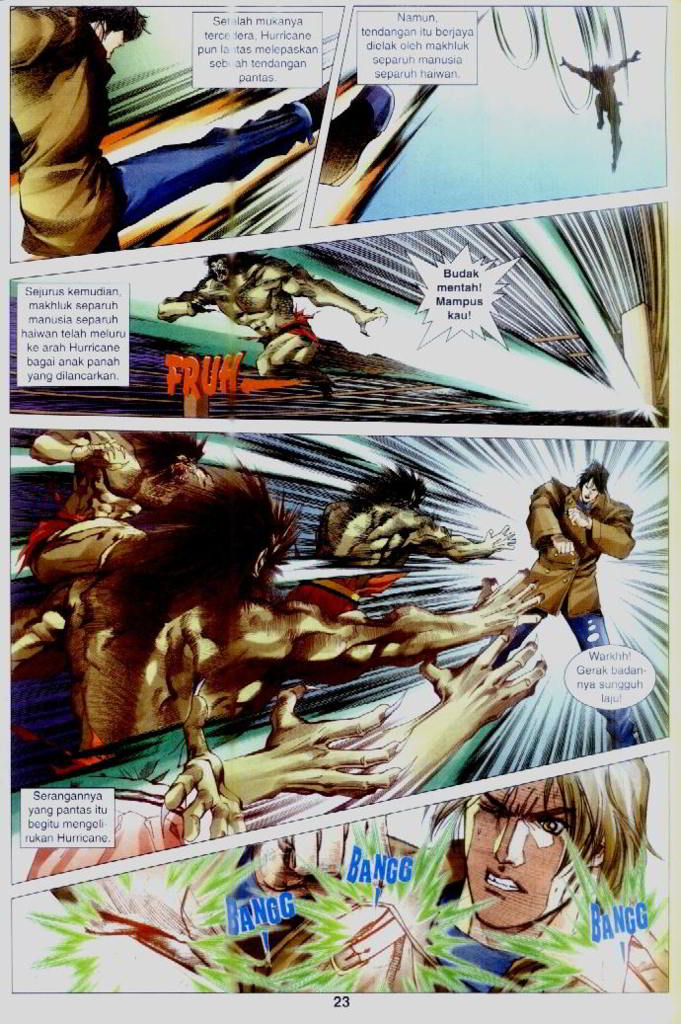 Setelah mukanya
tercedera, Hurricane
pun lantas melepaskan
sebuah tendangan
pantas.
Namun,
tendangan itu berjaya
dielak oleh makhluk
separuh manusia
separuh haiwan.
Sejurus kemudian,
makhluk separuh
manusia separuh
haiwan telah meluru
ke arah Hurricane
bagai anak panah
yang dilancarkan.
FRUH
Budak
mentah!
Mampus
kau!
Warkhh!
Gerak badan-
nya sungguh
laju!
Serangannya
yang pantas itu
begitu mengeli-
rukan Hurricane.
BANGG
BANGG
BANGG
23